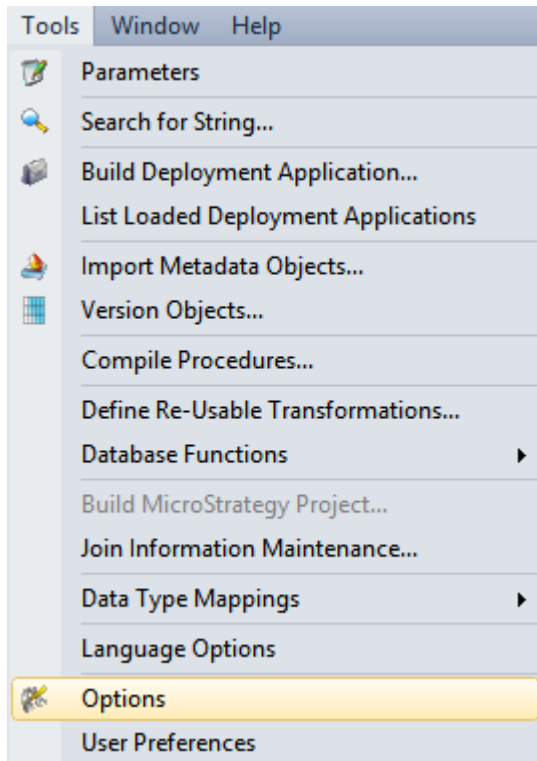 Tools Window Help
Parameters
Search for String...
Build Deployment Application...
List Loaded Deployment Applications
Import Metadata Objects...
Version Objects...
Compile Procedures...
Define Re-Usable Transformations...
Database Functions
Build MicroStrategy Project...
Join Information Maintenance...
Data Type Mappings
Language Options
Options
User Preferences